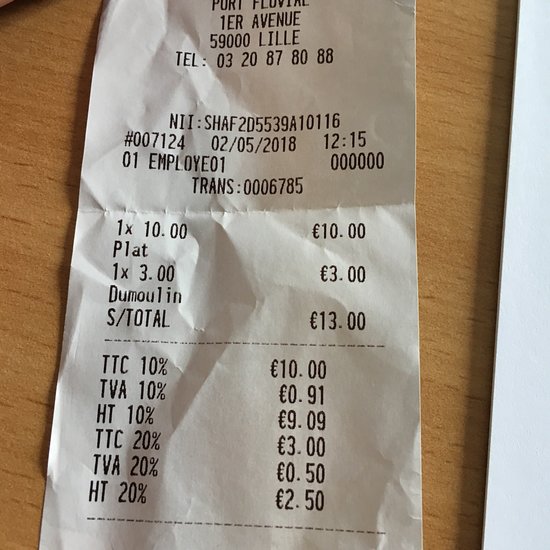 PORT FLUVIAL
1ER AVENUE
59000 LILLE
TEL: 03 20 87 80 88
NII:SHAF2D5539A10116
#007124 02/05/2018 12:15
01 EMPLOYE01 000000
TRANS:0006785
1x 10.00 €10.00
Plat
1x 3.00 €3.00
Dumoulin
S/TOTAL €13.00
TTC 10% €10.00
TVA 10% €0.91
HT 10% €9.09
TTC 20% €3.00
TVA 20% €0.50
HT 20% €2.50